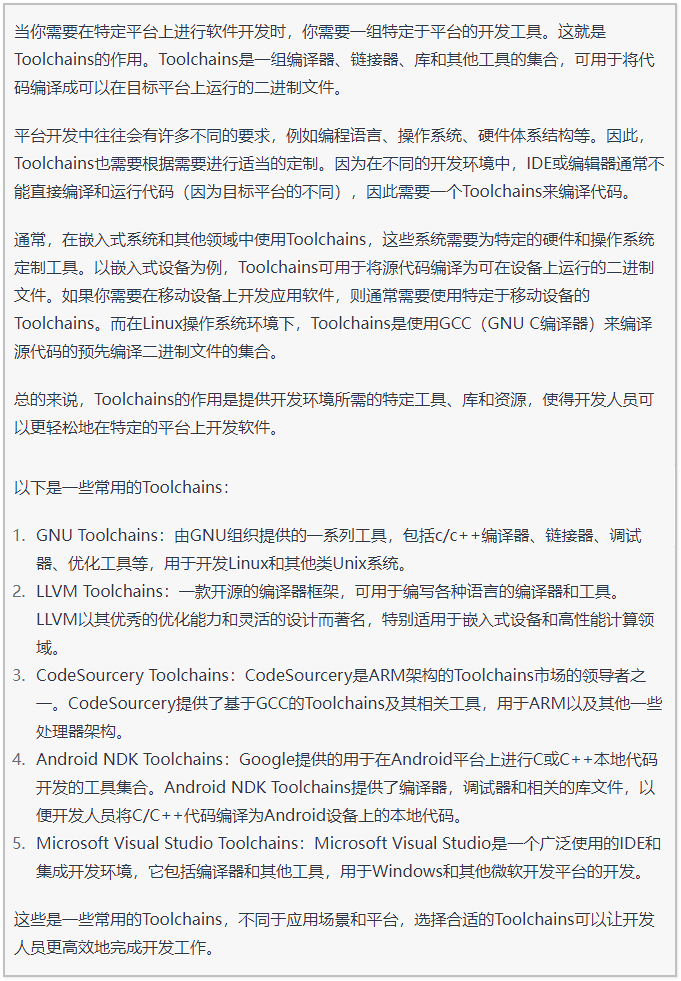 当你需要在特定平台上进行软件开发时，你需要一组特定于平台的开发工具。这就是
Toolchains的作用。Toolchains是一组编译器、链接器、库和其他工具的集合，可用于将代
码编译成可以在目标平台上运行的二进制文件。
平台开发中往往会有许多不同的要求，例如编程语言、操作系统、硬件体系结构等。因此，
Toolchains也需要根据需要进行适当的定制。因为在不同的开发环境中，IDE或编辑器通常不
能直接编译和运行代码（因为目标平台的不同），因此需要一个Toolchains来编译代码。
通常，在嵌入式系统和其他领域中使用Toolchains，这些系统需要为特定的硬件和操作系统
定制工具。以嵌入式设备为例，Toolchains可用于将源代码编译为可在设备上运行的二进制
文件。如果你需要在移动设备上开发应用软件，则通常需要使用特定于移动设备的
Toolchains。而在Linux操作系统环境下，Toolchains是使用GCC（GNU C编译器）来编译
源代码的预先编译二进制文件的集合。
总的来说，Toolchains的作用是提供开发环境所需的特定工具、库和资源，使得开发人员可
以更轻松地在特定的平台上开发软件。
以下是一些常用的Toolchains：
1. GNU Toolchains：由GNU组织提供的一系列工具，包括c/c++编译器、链接器、调试
器、优化工具等，用于开发Linux和其他类Unix系统。
2. LLVM Toolchains：一款开源的编译器框架，可用于编写各种语言的编译器和工具。
LLVM以其优秀的优化能力和灵活的设计而著名，特别适用于嵌入式设备和高性能计算领
域。
3. CodeSourcery Toolchains：CodeSourcery是ARM架构的Toolchains市场的领导者之
一。CodeSourcery提供了基于GCC的Toolchains及其相关工具，用于ARM以及其他一些
处理器架构。
4. Android NDK Toolchains：Google提供的用于在Android平台上进行C或C++本地代码
开发的工具集合。Android NDK Toolchains提供了编译器，调试器和相关的库文件，以
便开发人员将C/C++代码编译为Android设备上的本地代码。
5. Microsoft Visual Studio Toolchains：Microsoft Visual Studio是一个广泛使用的IDE和
集成开发环境，它包括编译器和其他工具，用于Windows和其他微软开发平台的开发。
这些是一些常用的Toolchains，不同于应用场景和平台，选择合适的Toolchains可以让开发
人员更高效地完成开发工作。